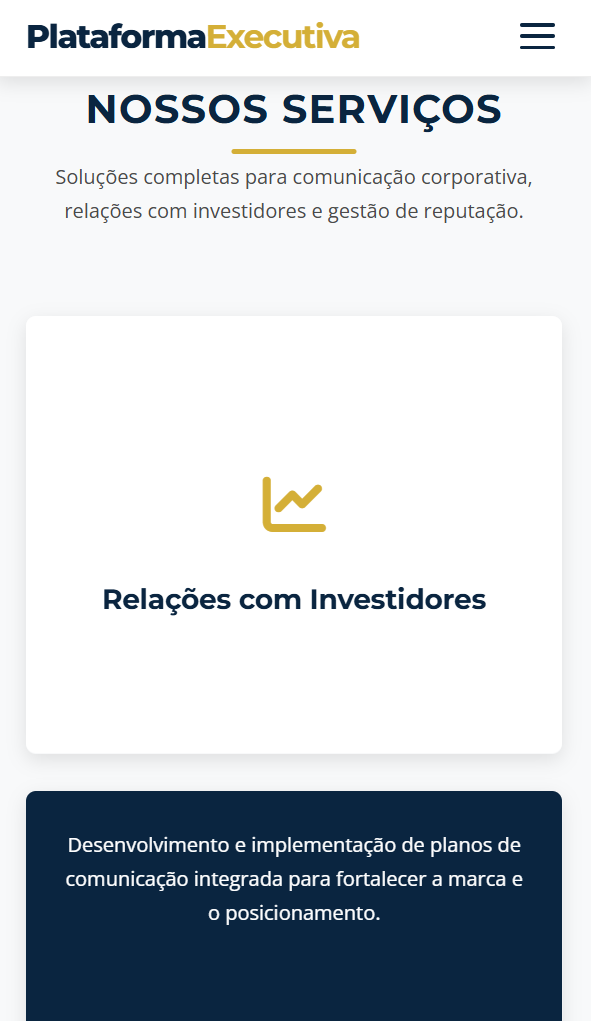 PlataformaExecutiva
NOSSOS SERVIÇOS
Soluções completas para comunicação corporativa,
relações com investidores e gestão de reputação.
Relações com Investidores
Desenvolvimento e implementação de planos de
comunicação integrada para fortalecer a marca e
o posicionamento.